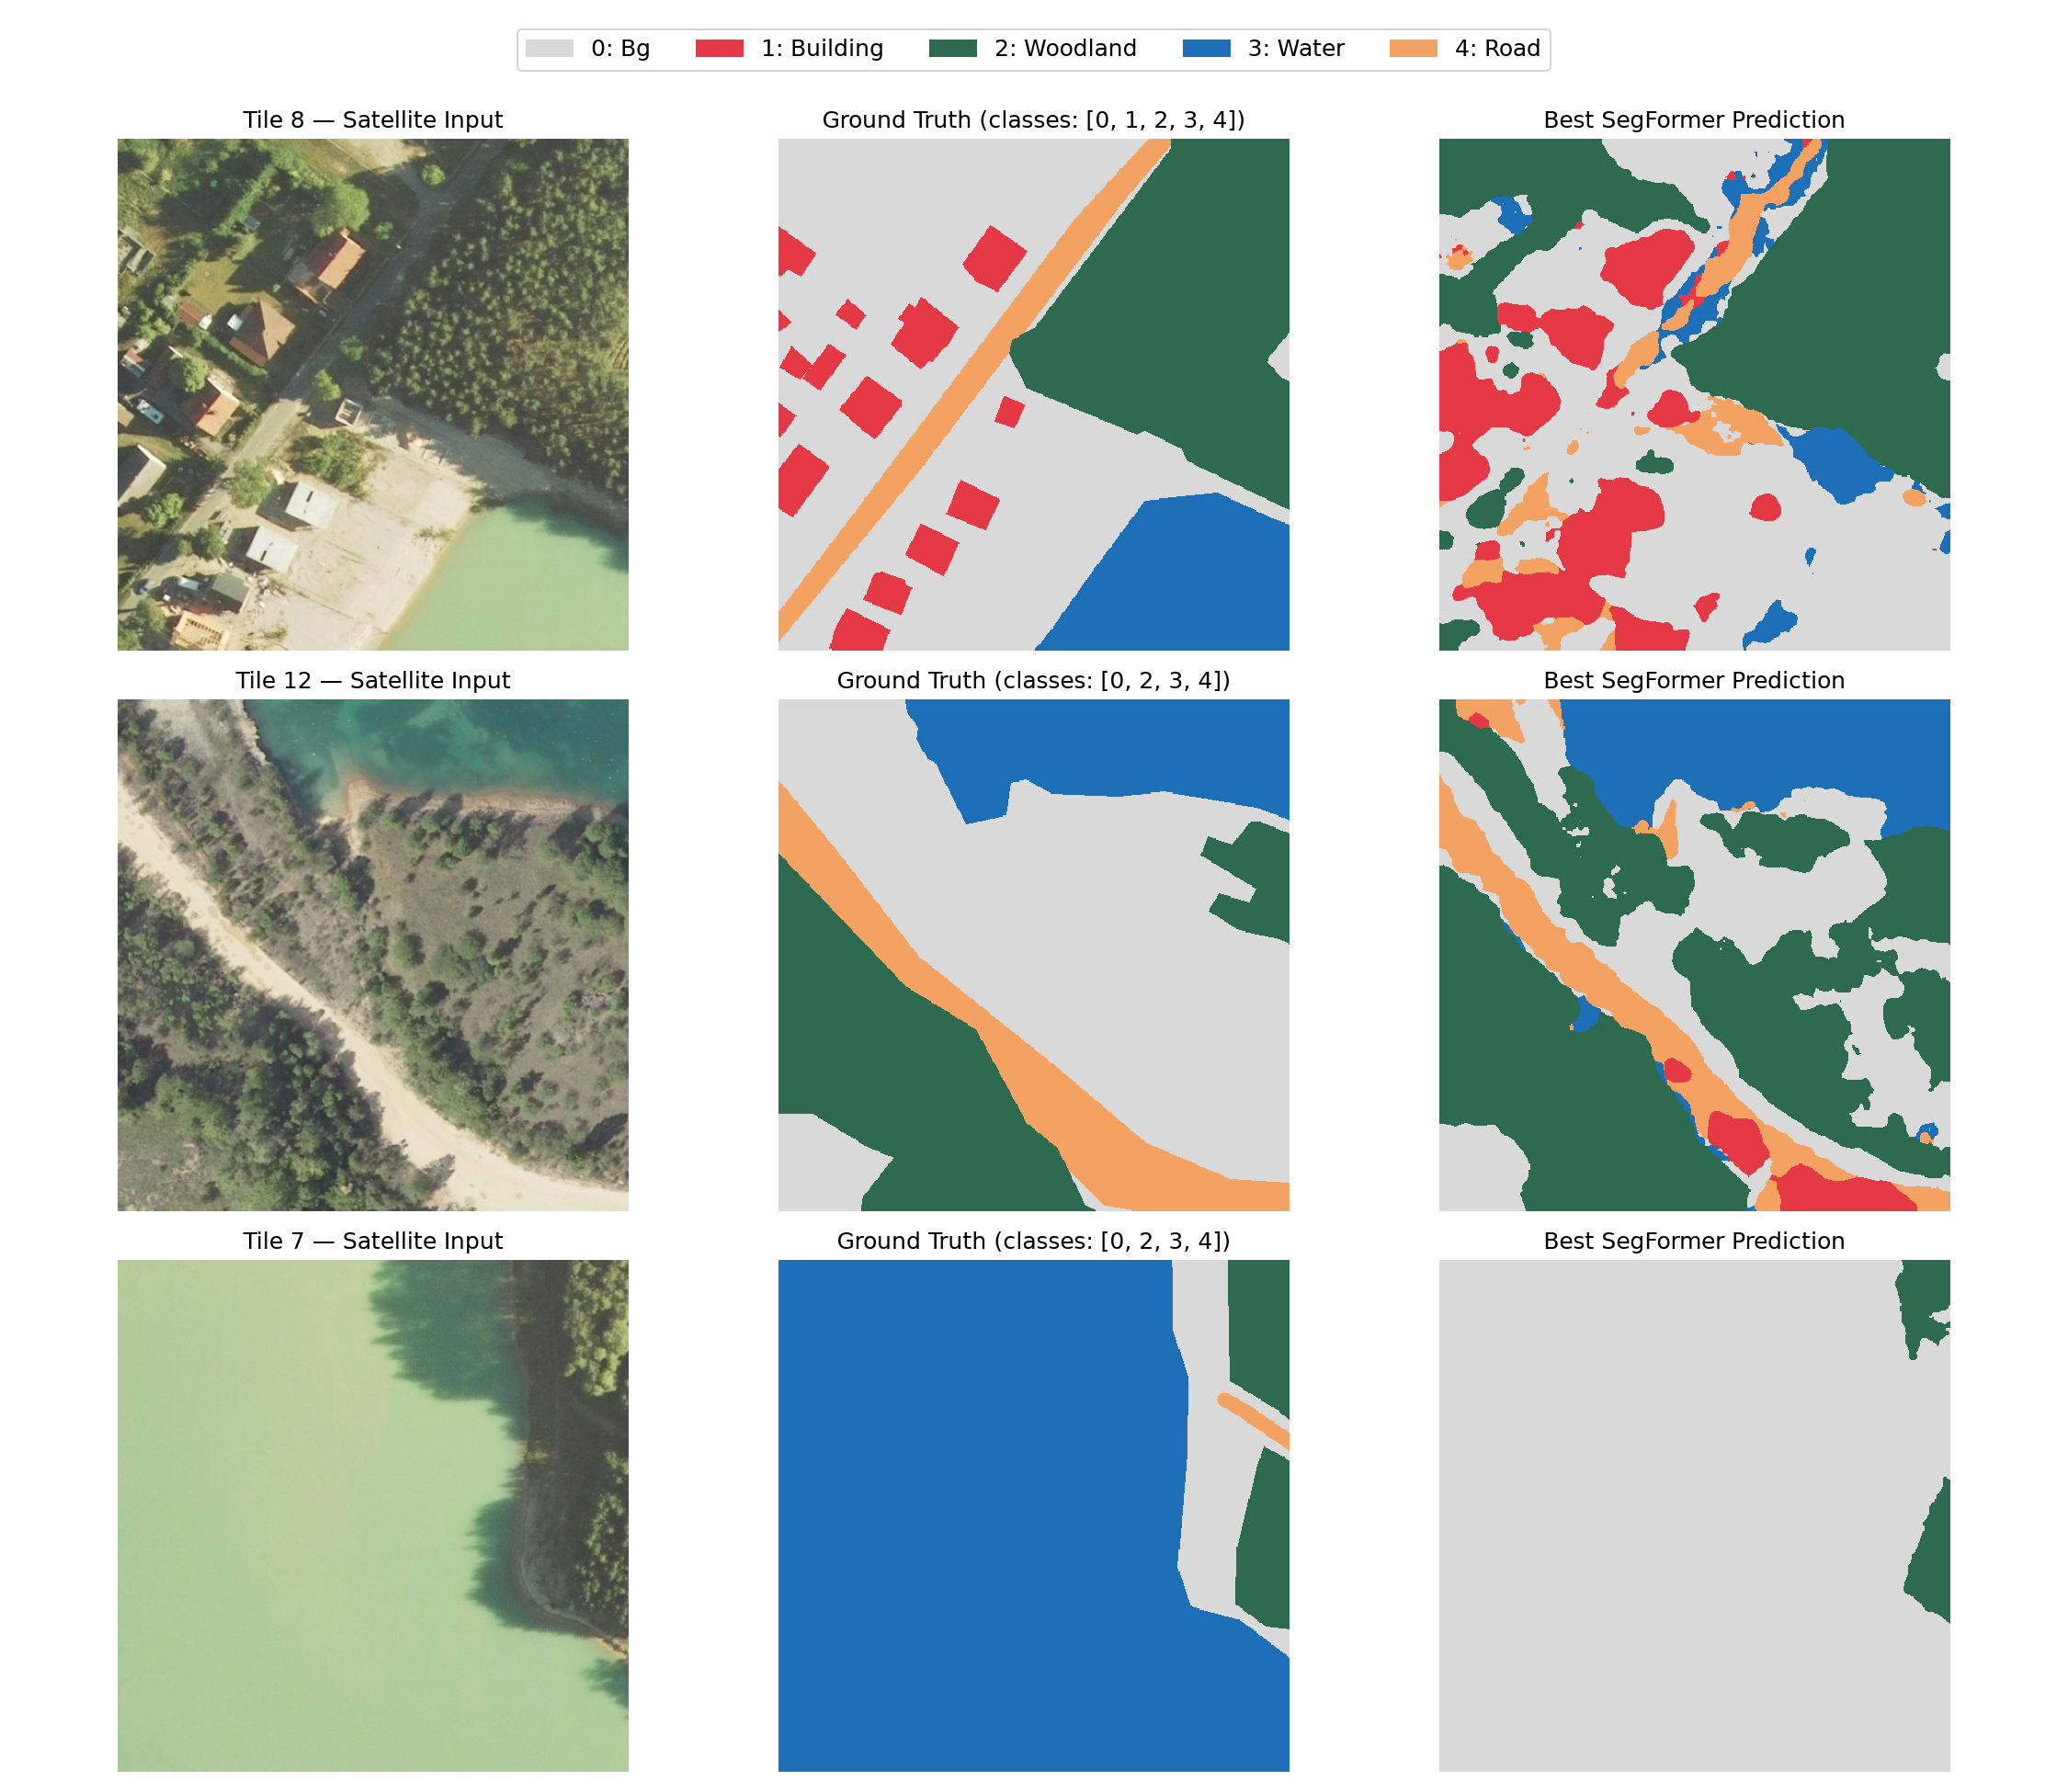 0: Bg 1: Building 2: Woodland 3: Water 4: Road
Tile 8 — Satellite Input Ground Truth (classes: [0, 1, 2, 3, 4]) Best SegFormer Prediction
Tile 12 — Satellite Input Ground Truth (classes: [0, 2, 3, 4]) Best SegFormer Prediction
Tile 7 — Satellite Input Ground Truth (classes: [0, 2, 3, 4]) Best SegFormer Prediction